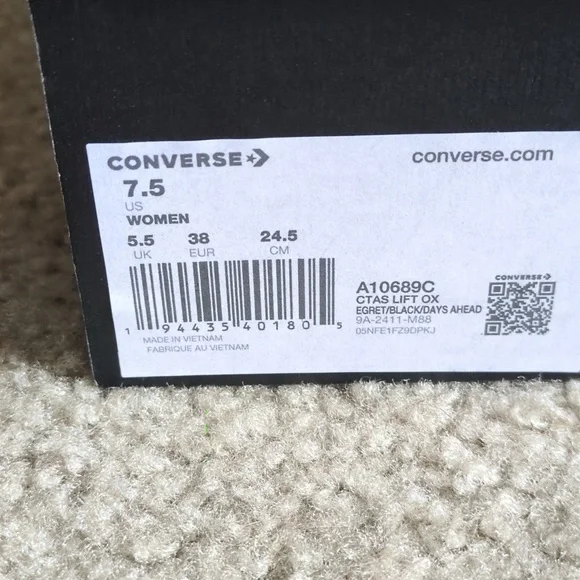 CONVERSE
converse.com
7.5
US
WOMEN
5.5 38 24.5
UK EUR CM
1 94435 40180 5
MADE IN VIETNAM
FABRIQUE AU VIETNAM
A10689C
CTAS LIFT OX
EGRET/BLACK/DAYS AHEAD
9A-2411-M88
05NFE1FZ9DPKJ
CONVERSE